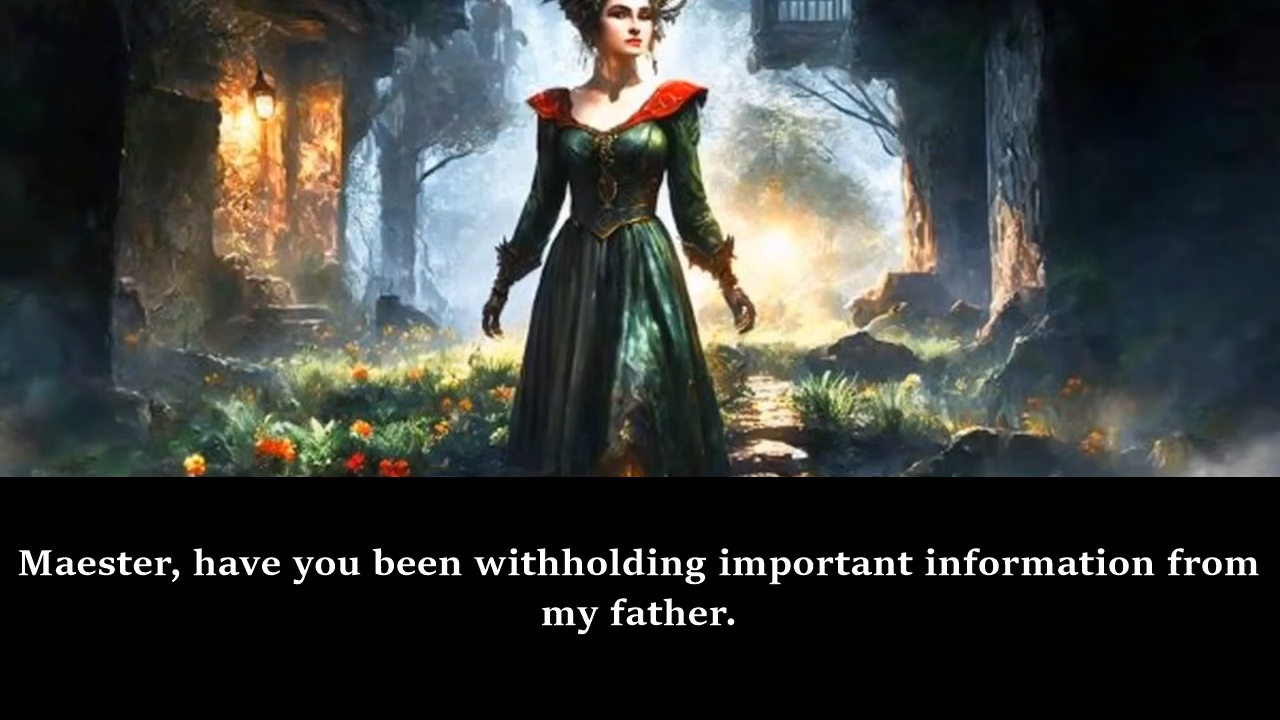 Maester, have you been withholding important information from
my father.